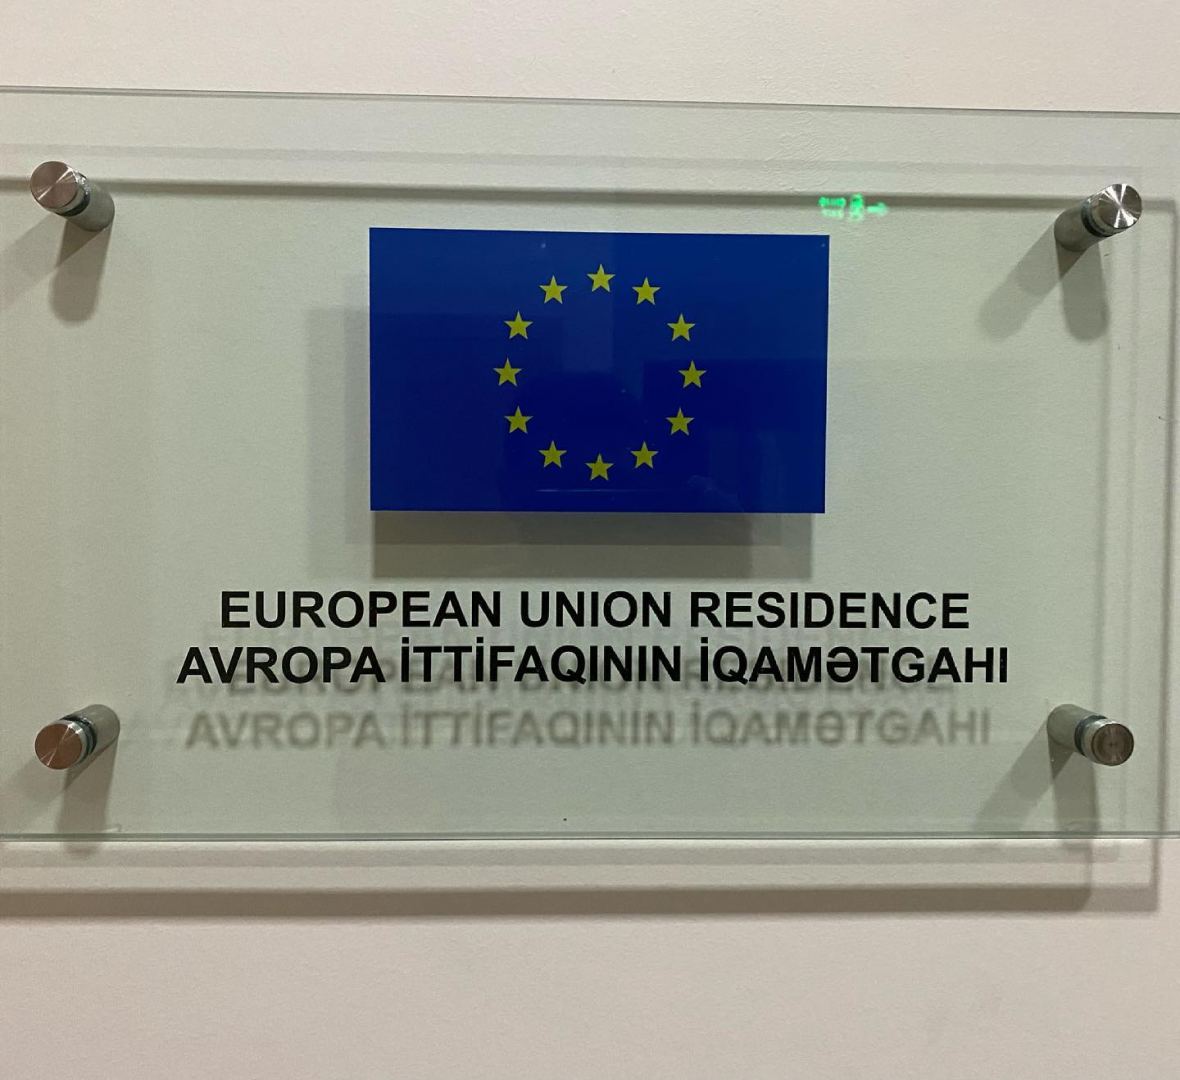 EUROPEAN UNION RESIDENCE
AVROPA İTTİFAQININ İQAMƏTGAHI